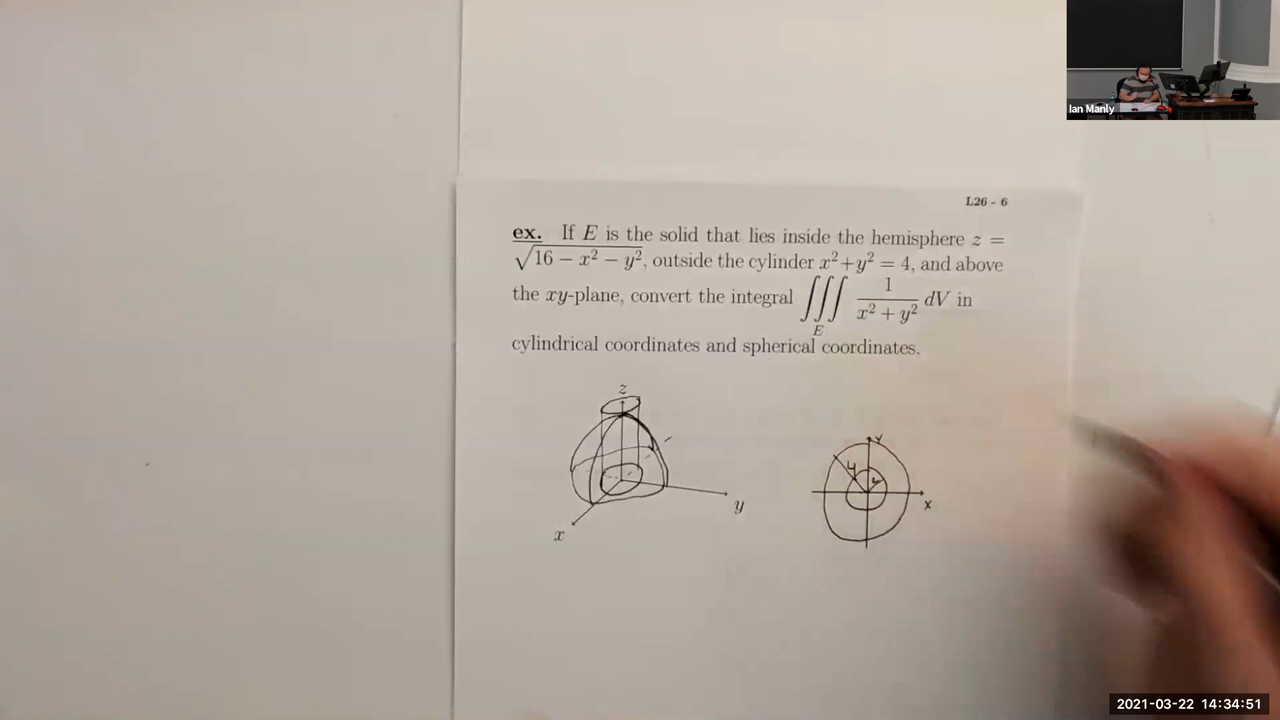 Ian Manly
L26 - 6
ex. If E is the solid that lies inside the hemisphere z =
√16 − x² − y², outside the cylinder x²+y² = 4, and above
the xy-plane, convert the integral ∭_E 1/(x² + y²) dV in
cylindrical coordinates and spherical coordinates.
z
y
x
y
4
2
x
2021-03-22 14:34:51